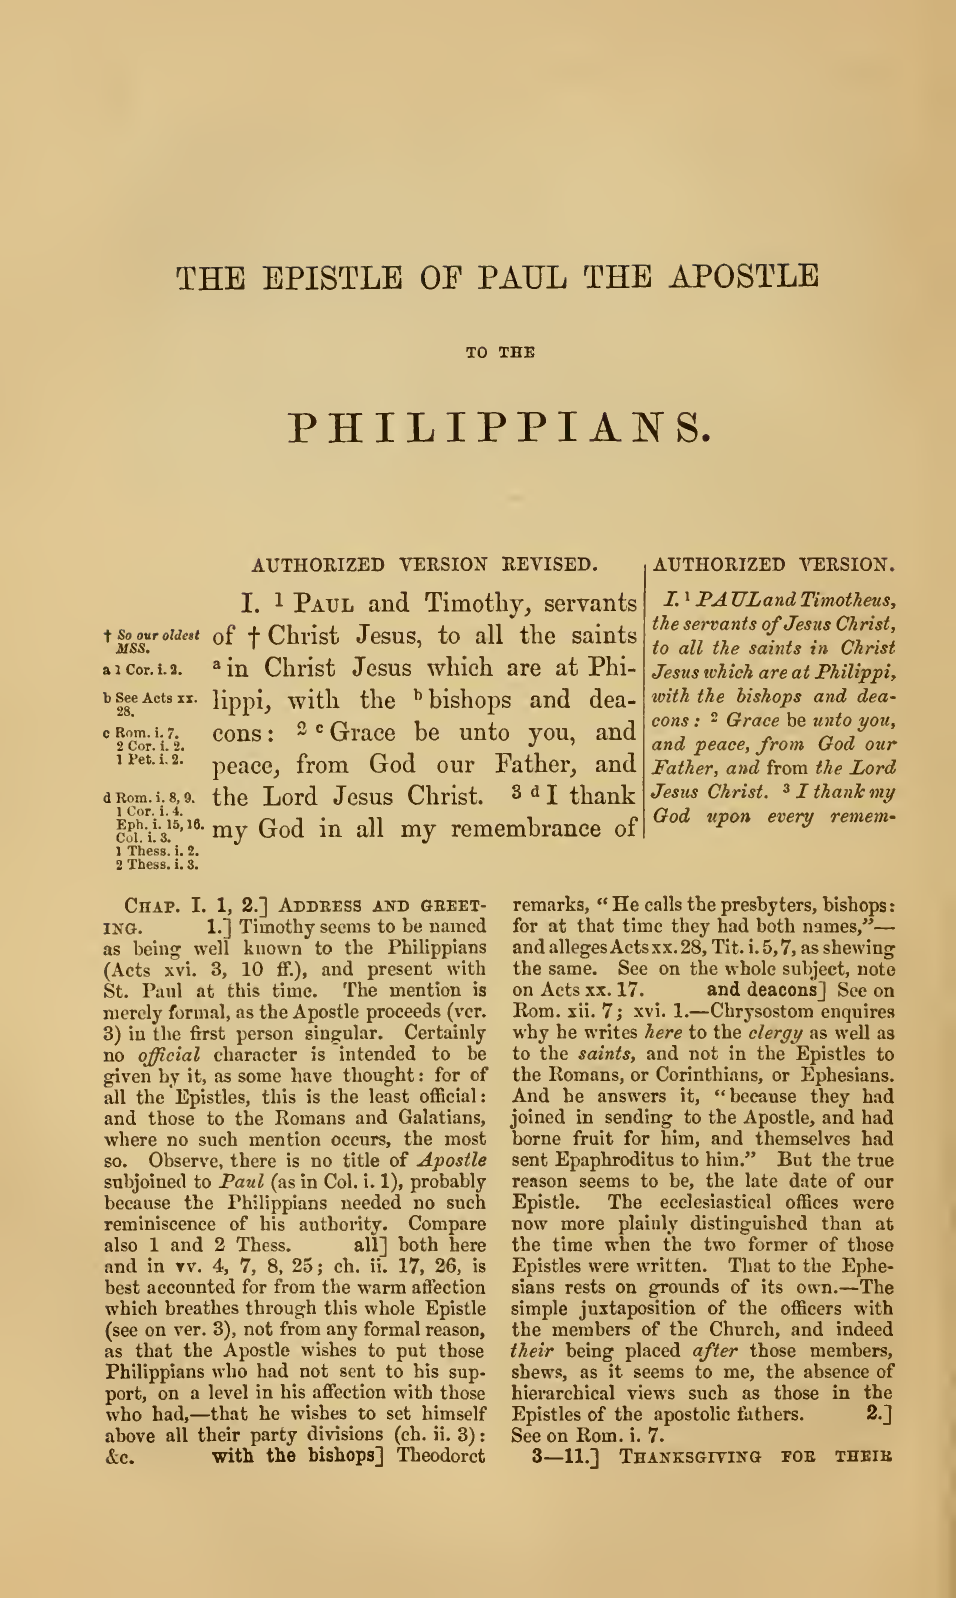 THE EPISTLE OF PAUL THE APOSTLE
TO THE
PHILIPPIANS.
AUTHORIZED VERSION REVISED.
I. 1 PAUL and Timothy, servants
of † Christ Jesus, to all the saints
a in Christ Jesus which are at Phi-
lippi, with the b bishops and dea-
cons: 2 c Grace be unto you, and
peace, from God our Father, and
the Lord Jesus Christ. 3 d I thank
my God in all my remembrance of
† So our oldest
MSS.
a 1 Cor. i. 2.
b See Acts xx.
28.
c Rom. i. 7.
2 Cor. i. 2.
1 Pet. i. 2.
d Rom. i. 8, 9.
1 Cor. i. 4.
Eph. i. 15, 16.
Col. i. 3.
1 Thess. i. 2.
2 Thess. i. 3.
AUTHORIZED VERSION.
I. 1 PAUL and Timotheus,
the servants of Jesus Christ,
to all the saints in Christ
Jesus which are at Philippi,
with the bishops and dea-
cons: 2 Grace be unto you,
and peace, from God our
Father, and from the Lord
Jesus Christ. 3 I thank my
God upon every remem-
CHAP. I. 1, 2.] ADDRESS AND GREET-
ING. 1.] Timothy seems to be named
as being well known to the Philippians
(Acts xvi. 3, 10 ff.), and present with
St. Paul at this time. The mention is
merely formal, as the Apostle proceeds (ver.
3) in the first person singular. Certainly
no official character is intended to be
given by it, as some have thought: for of
all the Epistles, this is the least official:
and those to the Romans and Galatians,
where no such mention occurs, the most
so. Observe, there is no title of Apostle
subjoined to Paul (as in Col. i. 1), probably
because the Philippians needed no such
reminiscence of his authority. Compare
also 1 and 2 Thess. all] both here
and in vv. 4, 7, 8, 25; ch. ii. 17, 26, is
best accounted for from the warm affection
which breathes through this whole Epistle
(see on ver. 3), not from any formal reason,
as that the Apostle wishes to put those
Philippians who had not sent to his sup-
port, on a level in his affection with those
who had,—that he wishes to set himself
above all their party divisions (ch. ii. 3):
&c. with the bishops] Theodoret
remarks, “He calls the presbyters, bishops:
for at that time they had both names,”—
and alleges Acts xx. 28, Tit. i. 5, 7, as shewing
the same. See on the whole subject, note
on Acts xx. 17. and deacons] See on
Rom. xii. 7; xvi. 1.—Chrysostom enquires
why he writes here to the clergy as well as
to the saints, and not in the Epistles to
the Romans, or Corinthians, or Ephesians.
And he answers it, “because they had
joined in sending to the Apostle, and had
borne fruit for him, and themselves had
sent Epaphroditus to him.” But the true
reason seems to be, the late date of our
Epistle. The ecclesiastical offices were
now more plainly distinguished than at
the time when the two former of those
Epistles were written. That to the Ephe-
sians rests on grounds of its own.—The
simple juxtaposition of the officers with
the members of the Church, and indeed
their being placed after those members,
shews, as it seems to me, the absence of
hierarchical views such as those in the
Epistles of the apostolic fathers. 2.]
See on Rom. i. 7.
3—11.] THANKSGIVING FOR THEIR